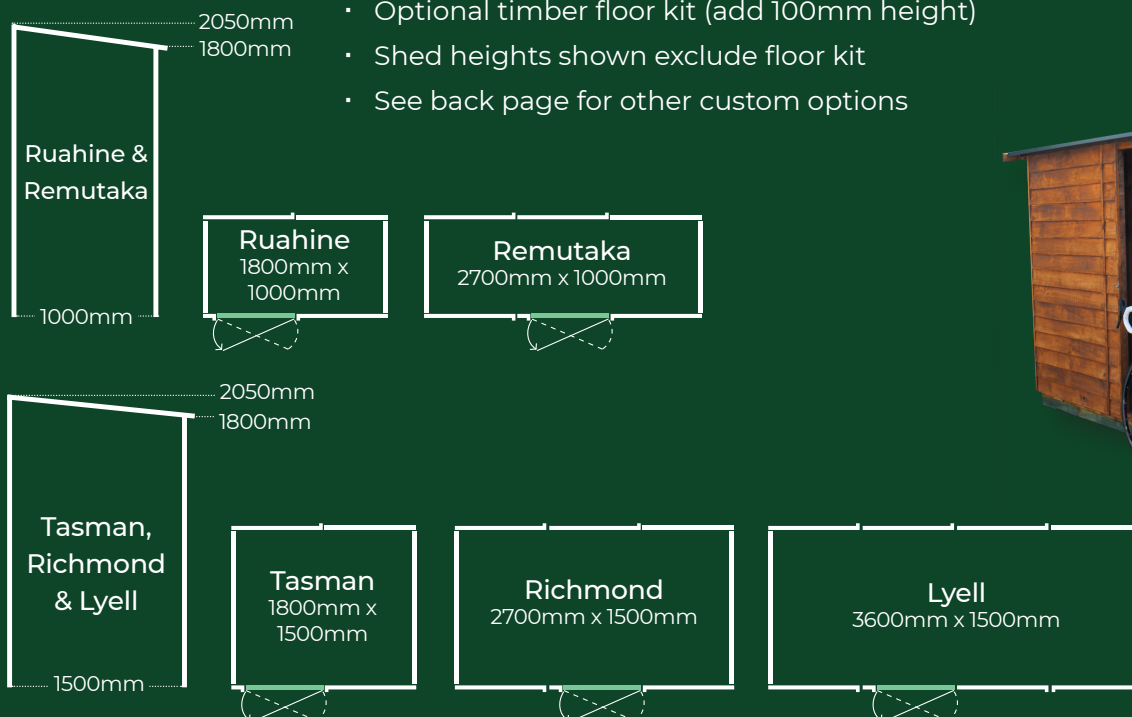 2050mm
1800mm
· Optional timber floor kit (add 100mm height)
· Shed heights shown exclude floor kit
· See back page for other custom options
Ruahine &
Remutaka
1000mm
Ruahine
1800mm x
1000mm
Remutaka
2700mm x 1000mm
2050mm
1800mm
Tasman,
Richmond
& Lyell
1500mm
Tasman
1800mm x
1500mm
Richmond
2700mm x 1500mm
Lyell
3600mm x 1500mm